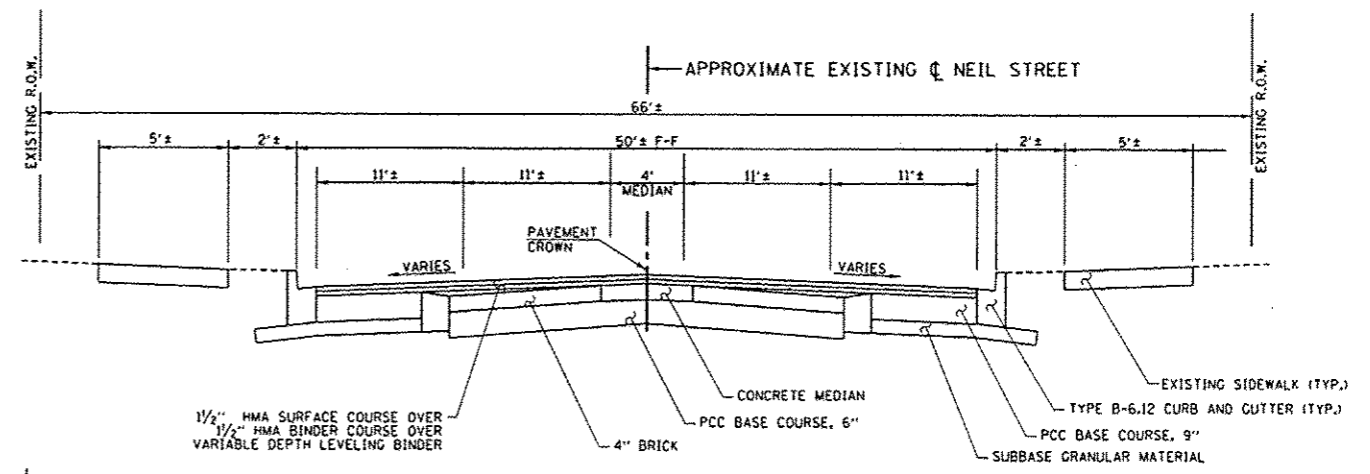 APPROXIMATE EXISTING ℄ NEIL STREET
EXISTING R.O.W.
66'±
EXISTING R.O.W.
5'±
2'±
50'± F-F
2'±
5'±
11'±
11'±
4'
MEDIAN
11'±
11'±
PAVEMENT
CROWN
VARIES
VARIES
1½" HMA SURFACE COURSE OVER
1½" HMA BINDER COURSE OVER
VARIABLE DEPTH LEVELING BINDER
4" BRICK
PCC BASE COURSE, 6"
CONCRETE MEDIAN
EXISTING SIDEWALK (TYP.)
TYPE B-6.12 CURB AND GUTTER (TYP.)
PCC BASE COURSE, 9"
SUBBASE GRANULAR MATERIAL